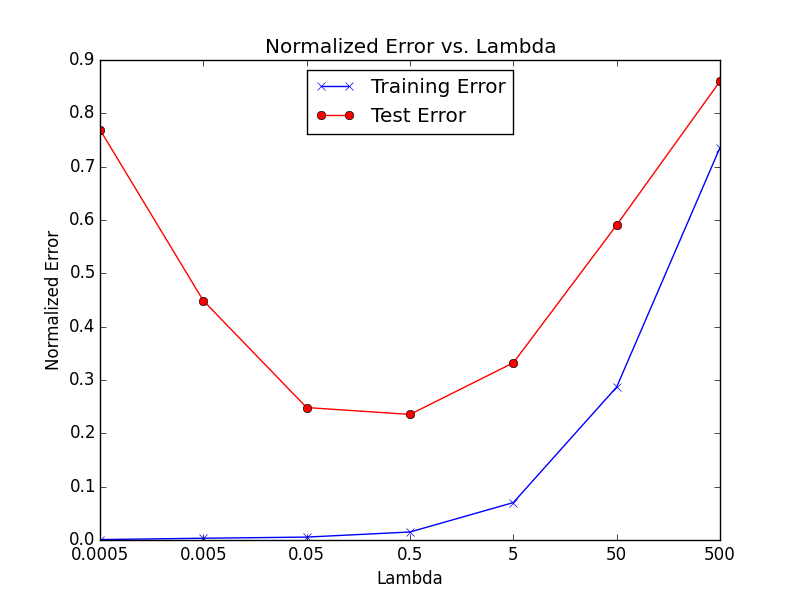 Normalized Error vs. Lambda
Training Error
Test Error
Normalized Error
0.9
0.8
0.7
0.6
0.5
0.4
0.3
0.2
0.1
0.0
0.0005 0.005 0.05 0.5 5 50 500
Lambda